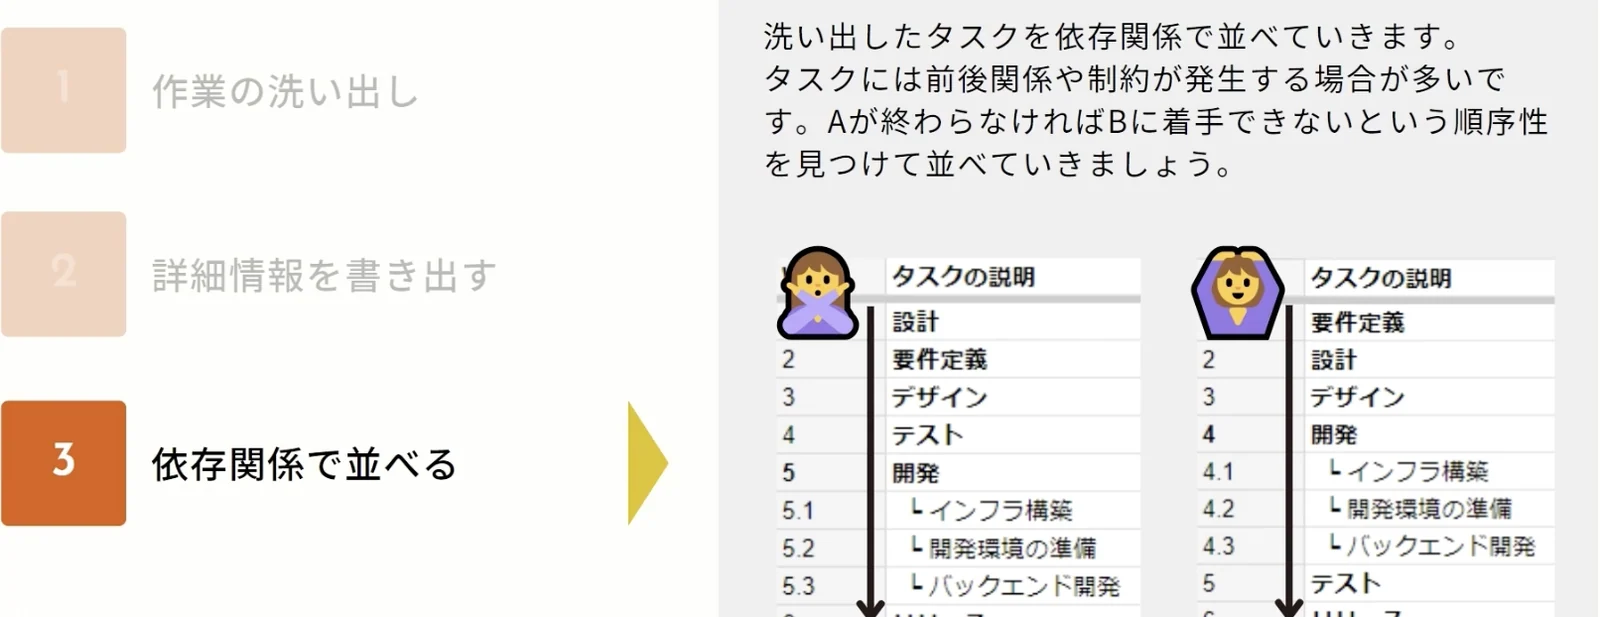 1
作業の洗い出し
2
詳細情報を書き出す
3
依存関係で並べる
洗い出したタスクを依存関係で並べていきます。
タスクには前後関係や制約が発生する場合が多いで
す。Aが終わらなければBに着手できないという順序性
を見つけて並べていきましょう。
タスクの説明
設計
2 要件定義
3 デザイン
4 テスト
5 開発
5.1 ┗ インフラ構築
5.2 ┗ 開発環境の準備
5.3 ┗ バックエンド開発
タスクの説明
要件定義
2 設計
3 デザイン
4 開発
4.1 ┗ インフラ構築
4.2 ┗ 開発環境の準備
4.3 ┗ バックエンド開発
5 テスト